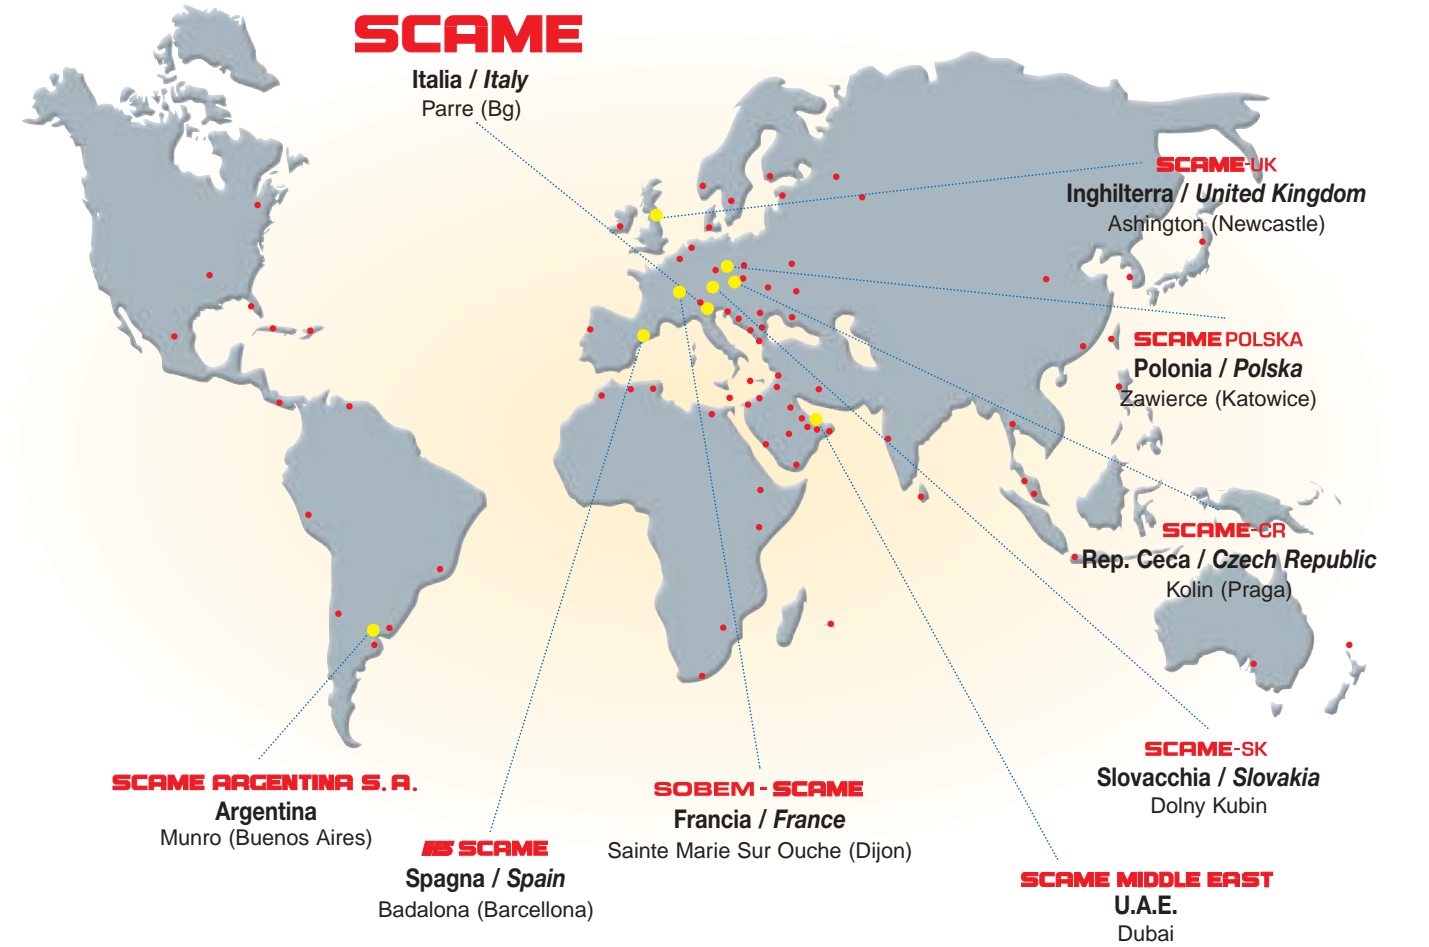 SCAME
Italia / Italy
Parre (Bg)
SCAME-UK
Inghilterra / United Kingdom
Ashington (Newcastle)
SCAME POLSKA
Polonia / Polska
Zawierce (Katowice)
SCAME-CR
Rep. Ceca / Czech Republic
Kolin (Praga)
SCAME-SK
Slovacchia / Slovakia
Dolny Kubin
SCAME ARGENTINA S.A.
Argentina
Munro (Buenos Aires)
SCAME
Spagna / Spain
Badalona (Barcellona)
SOBEM - SCAME
Francia / France
Sainte Marie Sur Ouche (Dijon)
SCAME MIDDLE EAST
U.A.E.
Dubai